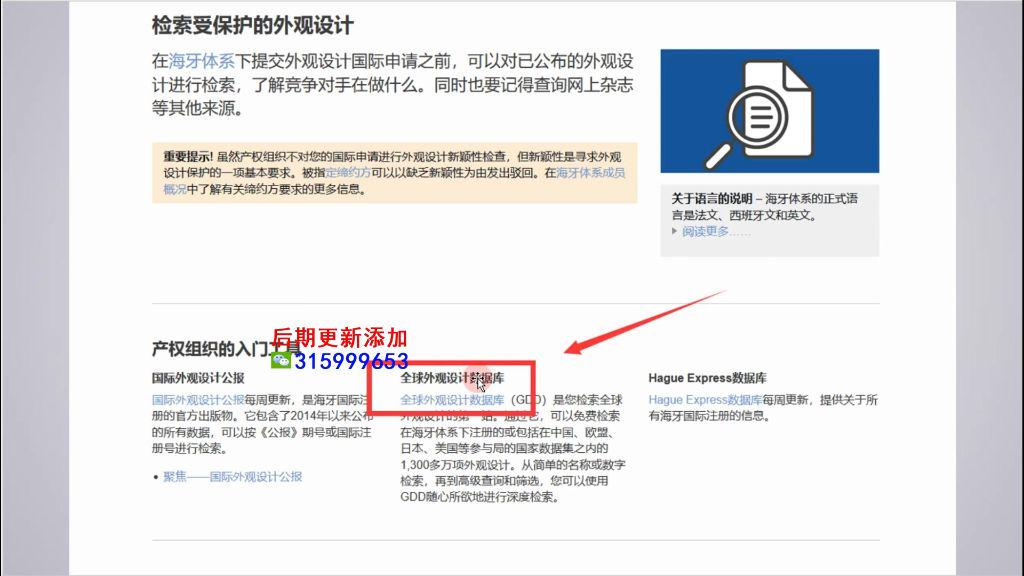 检索受保护的外观设计
在海牙体系下提交外观设计国际申请之前，可以对已公布的外观设
计进行检索，了解竞争对手在做什么。同时也要记得查询网上杂志
等其他来源。
重要提示! 虽然产权组织不对您的国际申请进行外观设计新颖性检查，但新颖性是寻求外观
设计保护的一项基本要求。被指定缔约方可以以缺乏新颖性为由发出驳回。在海牙体系成员
概况中了解有关缔约方要求的更多信息。
关于语言的说明 – 海牙体系的正式语
言是法文、西班牙文和英文。
阅读更多……
后期更新添加
315999653
产权组织的入门工具
国际外观设计公报
国际外观设计公报每周更新，是海牙国际注
册的官方出版物。它包含了2014年以来公布
的所有数据，可以按《公报》期号或国际注
册号进行检索。
• 聚焦——国际外观设计公报
全球外观设计数据库
全球外观设计数据库（GDD）是您检索全球
外观设计的第一站。通过它，可以免费检索
在海牙体系下注册的或包括在中国、欧盟、
日本、美国等参与局的国家数据集之内的
1,300多万项外观设计。从简单的名称或数字
检索，再到高级查询和筛选，您可以使用
GDD随心所欲地进行深度检索。
Hague Express数据库
Hague Express数据库每周更新，提供关于所
有海牙国际注册的信息。